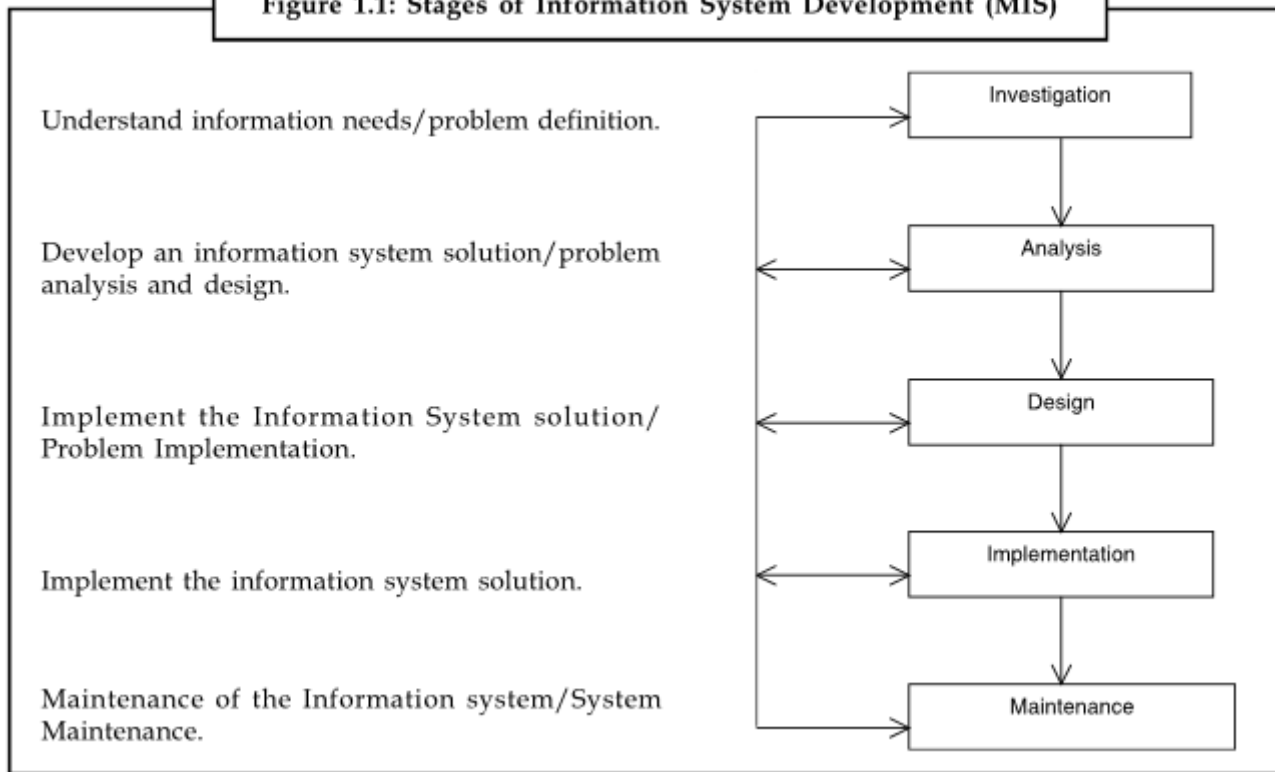 Figure 1.1: Stages of Information System Development (MIS)
Investigation
Understand information needs/problem definition.
Analysis
Develop an information system solution/problem
analysis and design.
Design
Implement the Information System solution/
Problem Implementation.
Implementation
Implement the information system solution.
Maintenance of the Information system/System
Maintenance.
Maintenance